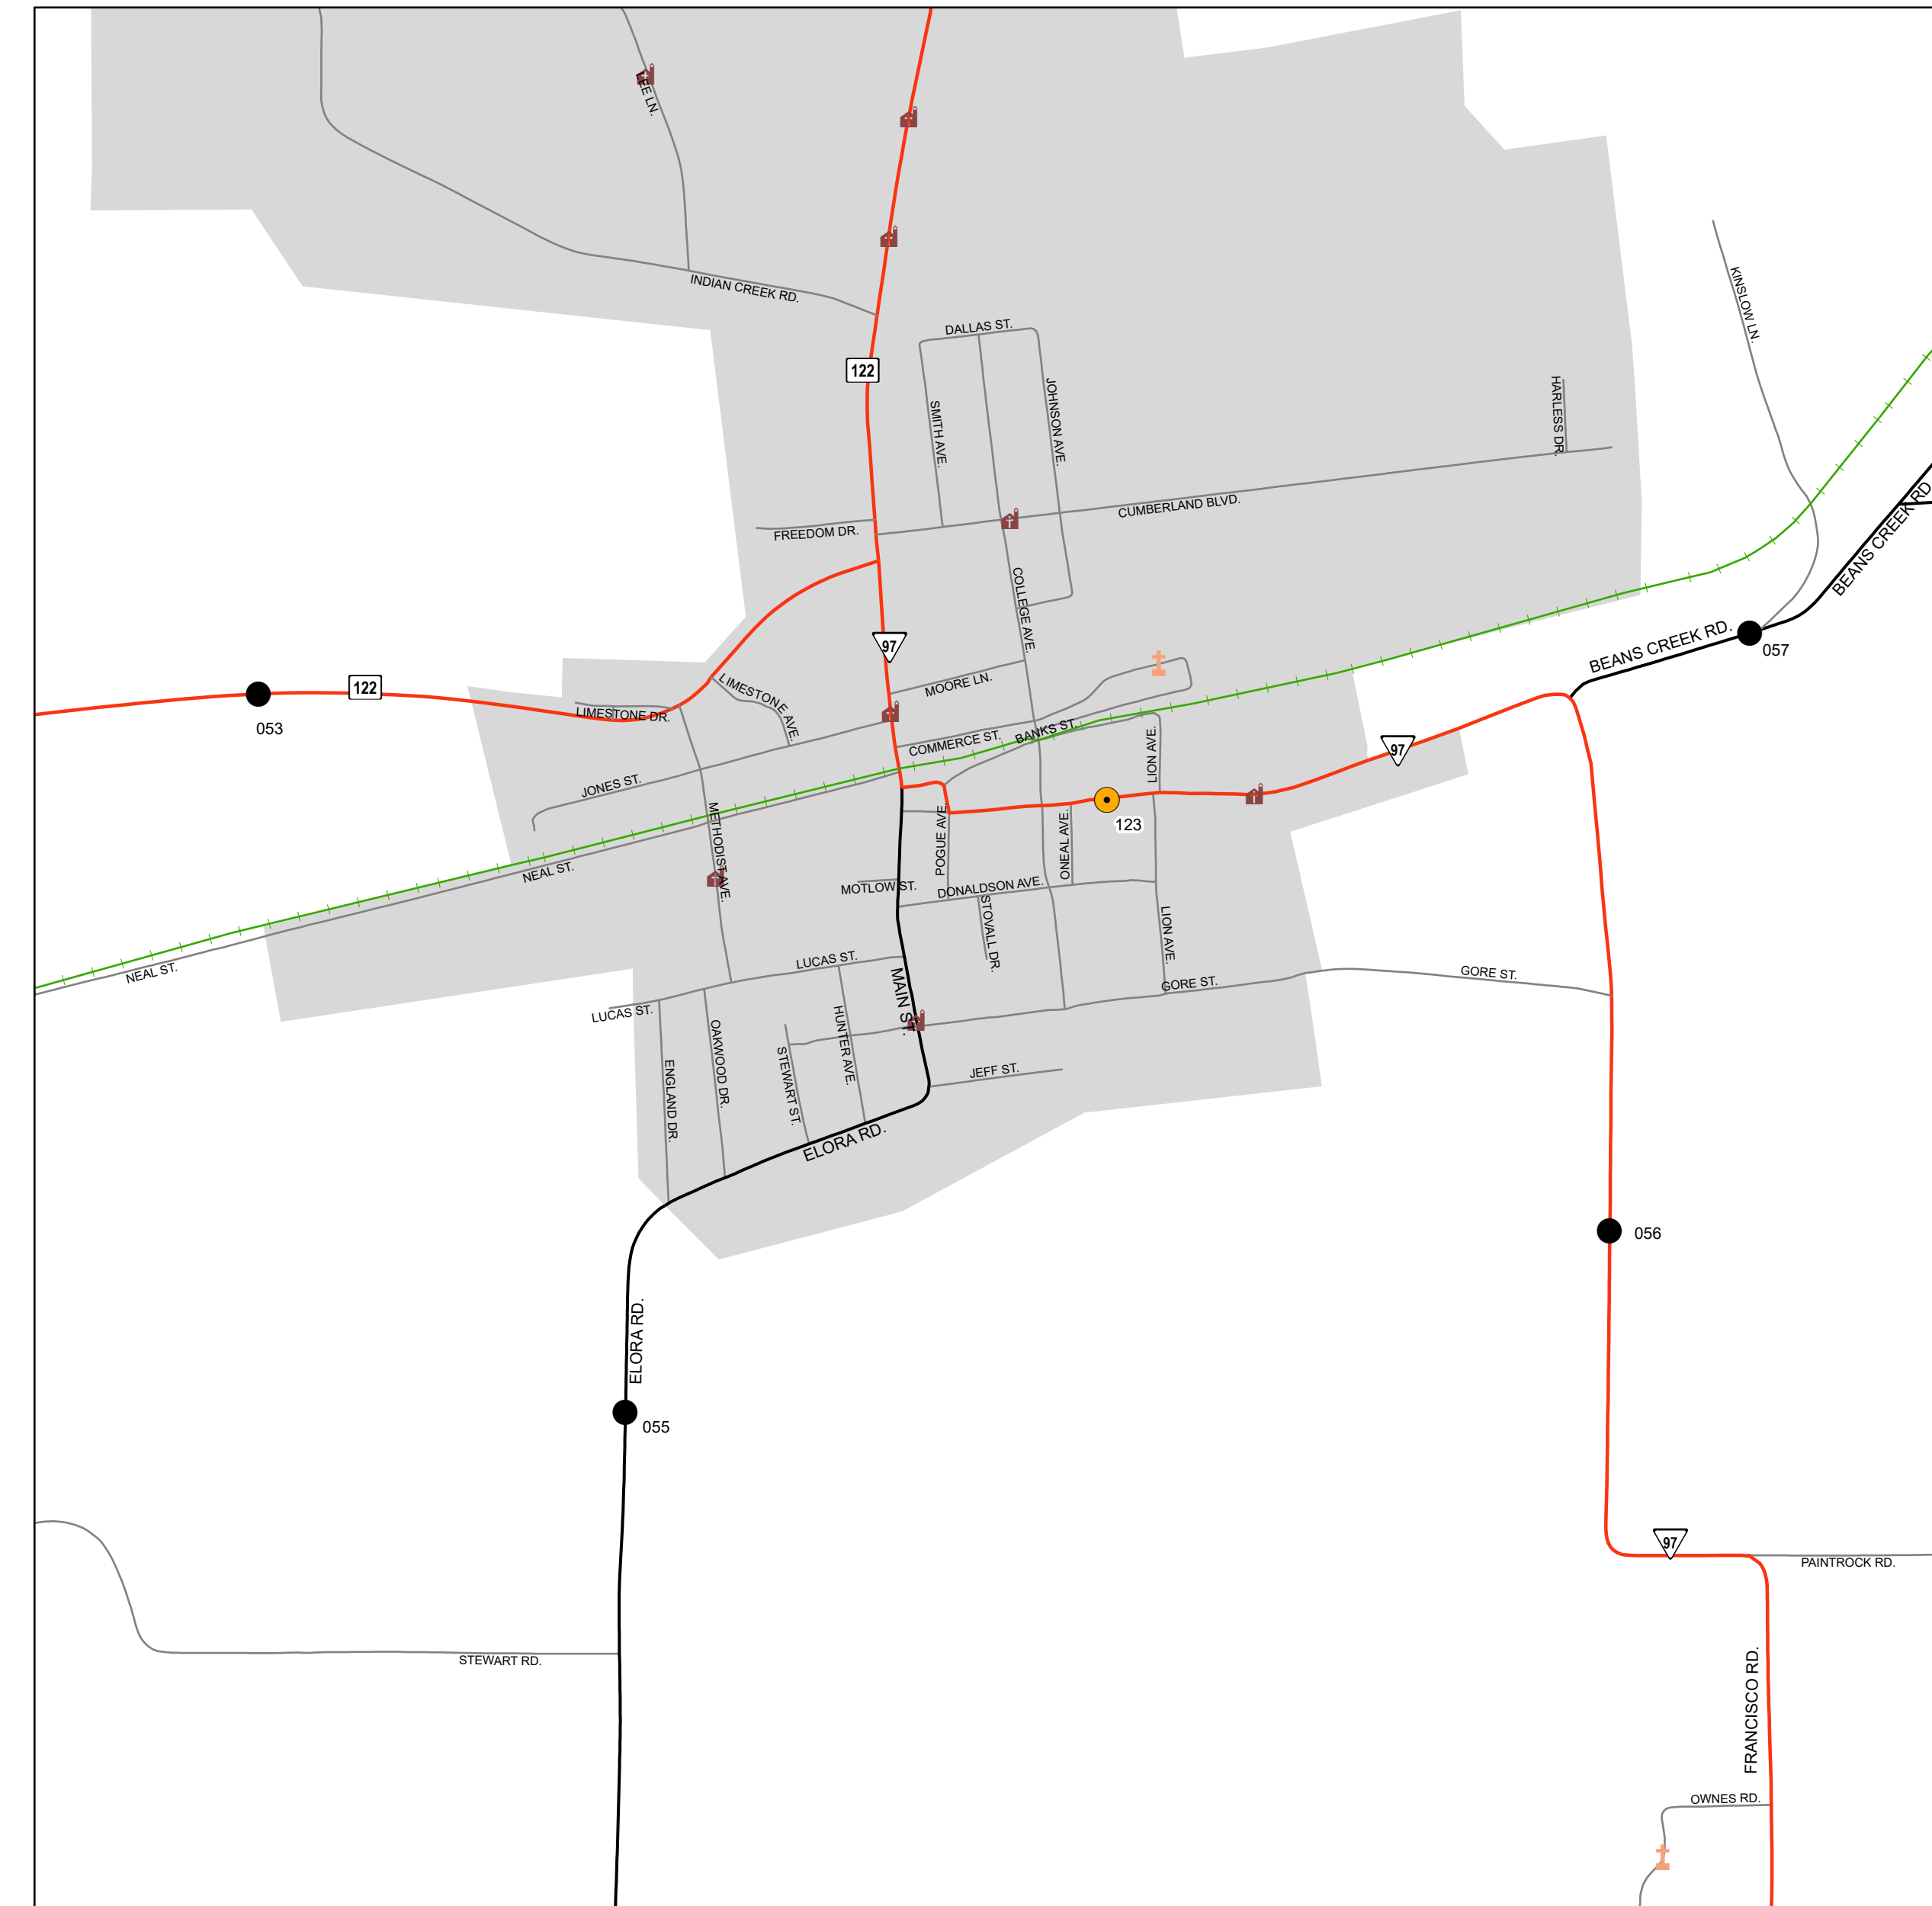 EE LN.
INDIAN CREEK RD.
KINSLOW LN.
DALLAS ST.
122
SMITH AVE.
JOHNSON AVE.
HARLESS DR.
CUMBERLAND BLVD.
FREEDOM DR.
BEANS CREEK RD.
COLLEGE AVE.
97
BEANS CREEK RD.
057
122
053
LIMESTONE AVE.
LIMESTONE DR.
MOORE LN.
COMMERCE ST.
BANKS ST.
LION AVE.
97
JONES ST.
METHODIST AVE.
POGUE AVE.
ONEAL AVE.
123
NEAL ST.
MOTLOW ST.
DONALDSON AVE.
STOVALL DR.
LION AVE.
NEAL ST.
LUCAS ST.
MAIN ST.
GORE ST.
GORE ST.
LUCAS ST.
OAKWOOD DR.
HUNTER AVE.
STEWART ST.
ENGLAND DR.
JEFF ST.
ELORA RD.
056
ELORA RD.
055
97
PAINTROCK RD.
STEWART RD.
FRANCISCO RD.
OWNES RD.